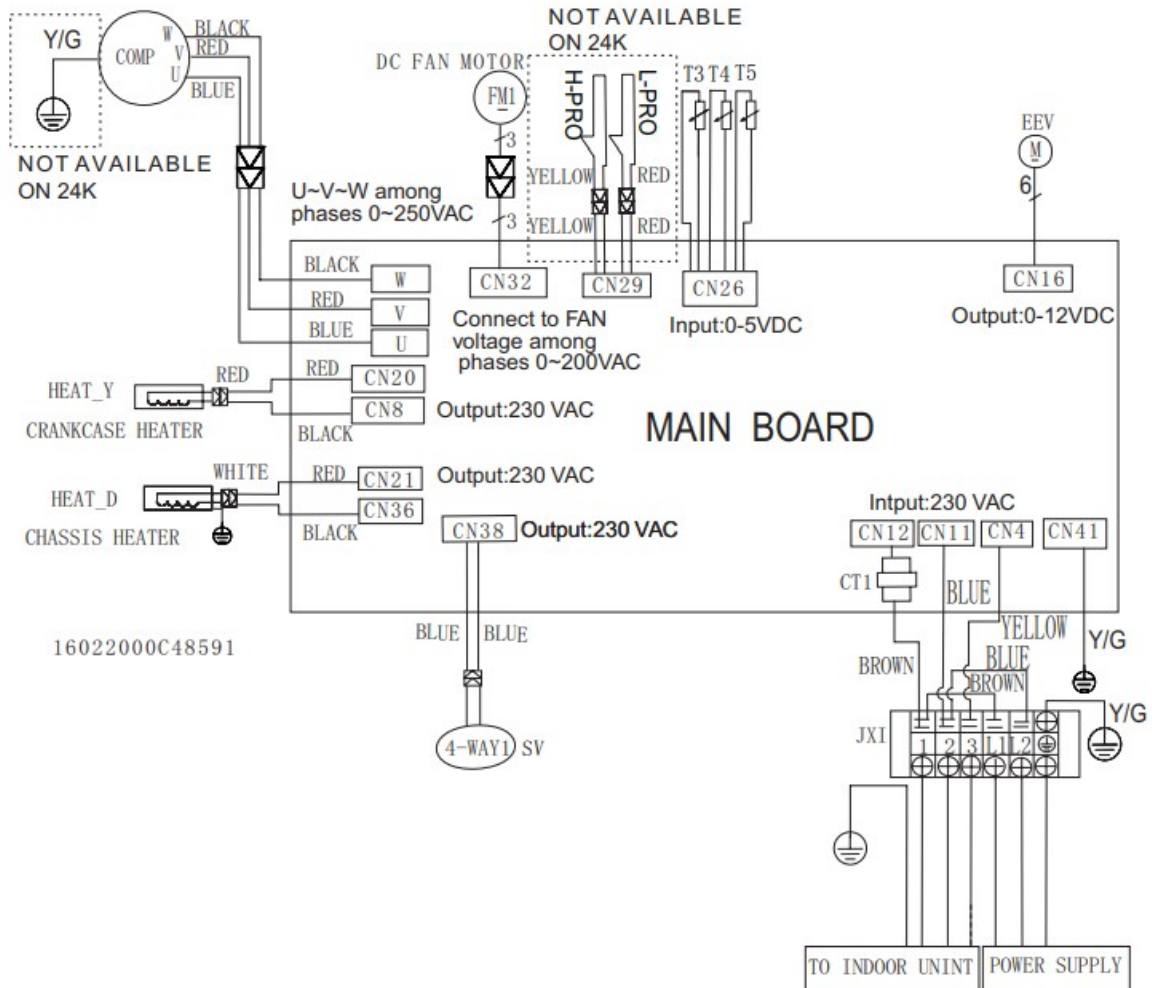 NOT AVAILABLE
ON 24K
Y/G
COMP
W
V
U
BLACK
RED
BLUE
NOT AVAILABLE
ON 24K
DC FAN MOTOR
FM1
3
3
H-PRO
L-PRO
YELLOW
RED
YELLOW
RED
T3 T4 T5
EEV
M
6
U~V~W among
phases 0~250VAC
BLACK
W
RED
V
BLUE
U
CN32
CN29
CN26
CN16
Connect to FAN
voltage among
phases 0~200VAC
Input:0-5VDC
Output:0-12VDC
HEAT_Y
RED
RED
CN20
CRANKCASE HEATER
BLACK
CN8
Output:230 VAC
MAIN BOARD
HEAT_D
WHITE
RED
CN21
Output:230 VAC
CHASSIS HEATER
BLACK
CN36
CN38
Output:230 VAC
Intput:230 VAC
CN12
CN11
CN4
CN41
CT1
BLUE
YELLOW
Y/G
BROWN
BLUE
BROWN
16022000C48591
BLUE
BLUE
4-WAY1 SV
JX1
1 2 3 L1 L2
Y/G
TO INDOOR UNINT
POWER SUPPLY